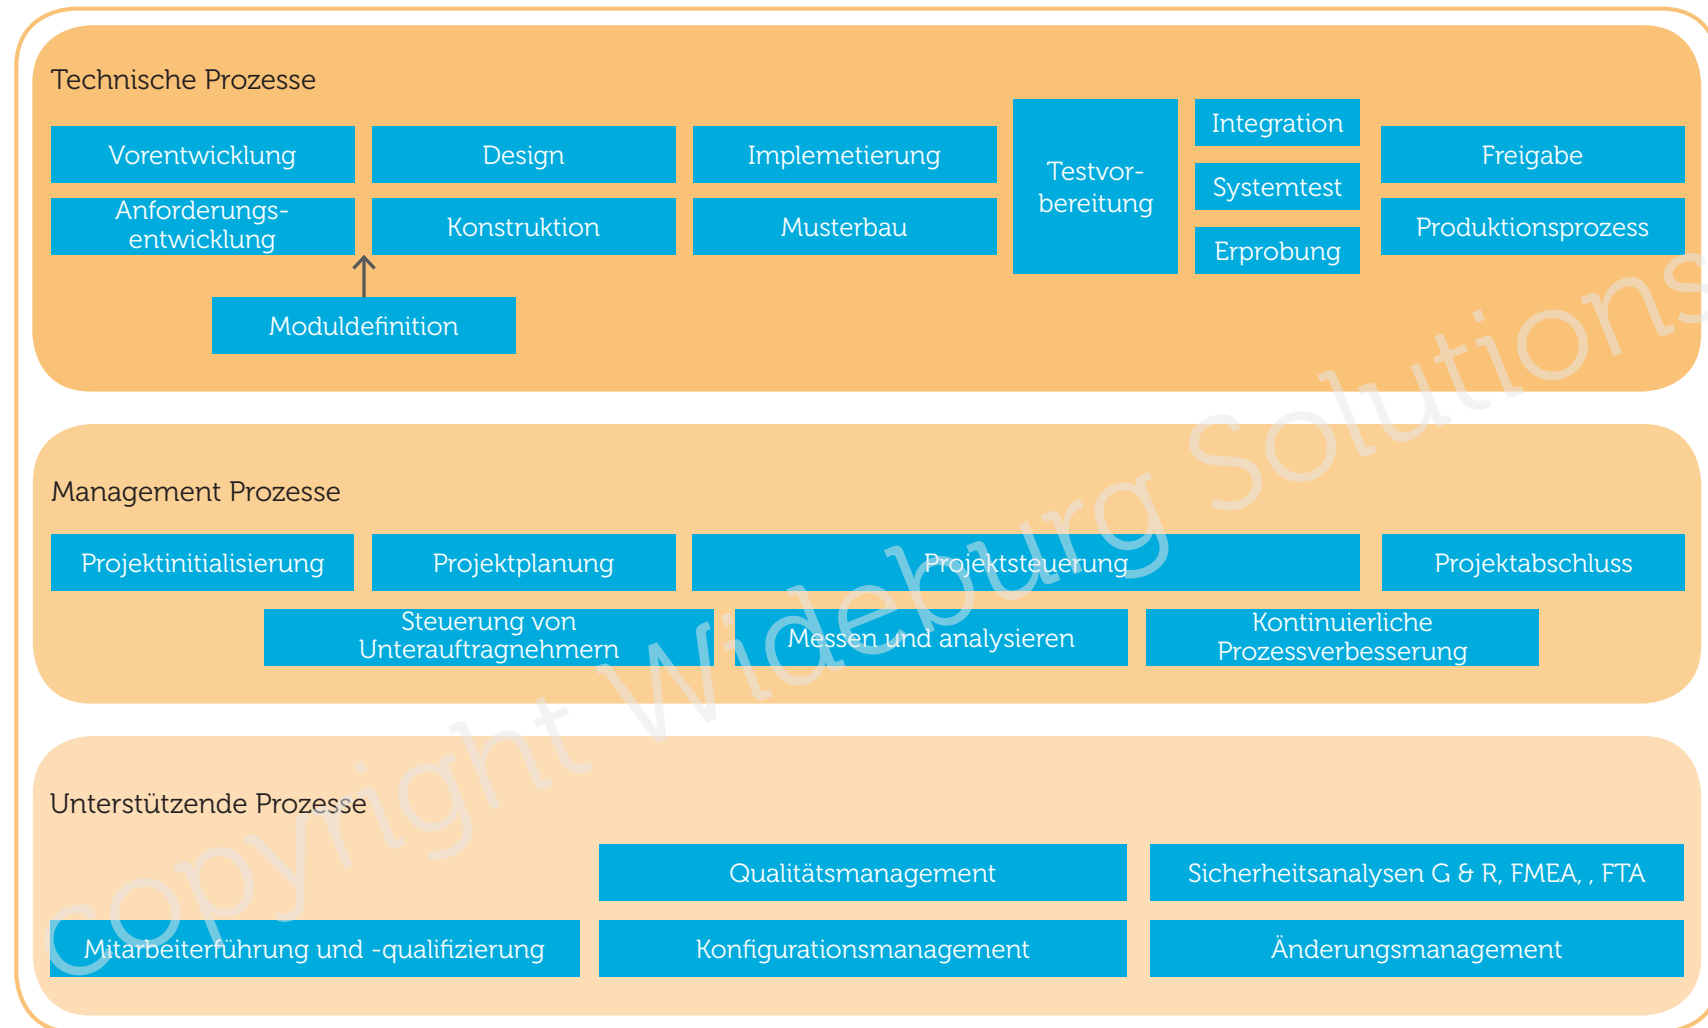 Technische Prozesse
Vorentwicklung
Design
Implemetierung
Testvor-
bereitung
Integration
Systemtest
Erprobung
Freigabe
Anforderungs-
entwicklung
Konstruktion
Musterbau
Produktionsprozess
Moduldefinition
Management Prozesse
Projektinitialisierung
Projektplanung
Projektsteuerung
Projektabschluss
Steuerung von
Unterauftragnehmern
Messen und analysieren
Kontinuierliche
Prozessverbesserung
Unterstützende Prozesse
Qualitätsmanagement
Sicherheitsanalysen G & R, FMEA, , FTA
Mitarbeiterführung und -qualifizierung
Konfigurationsmanagement
Änderungsmanagement
copyright Wideburg Solutions